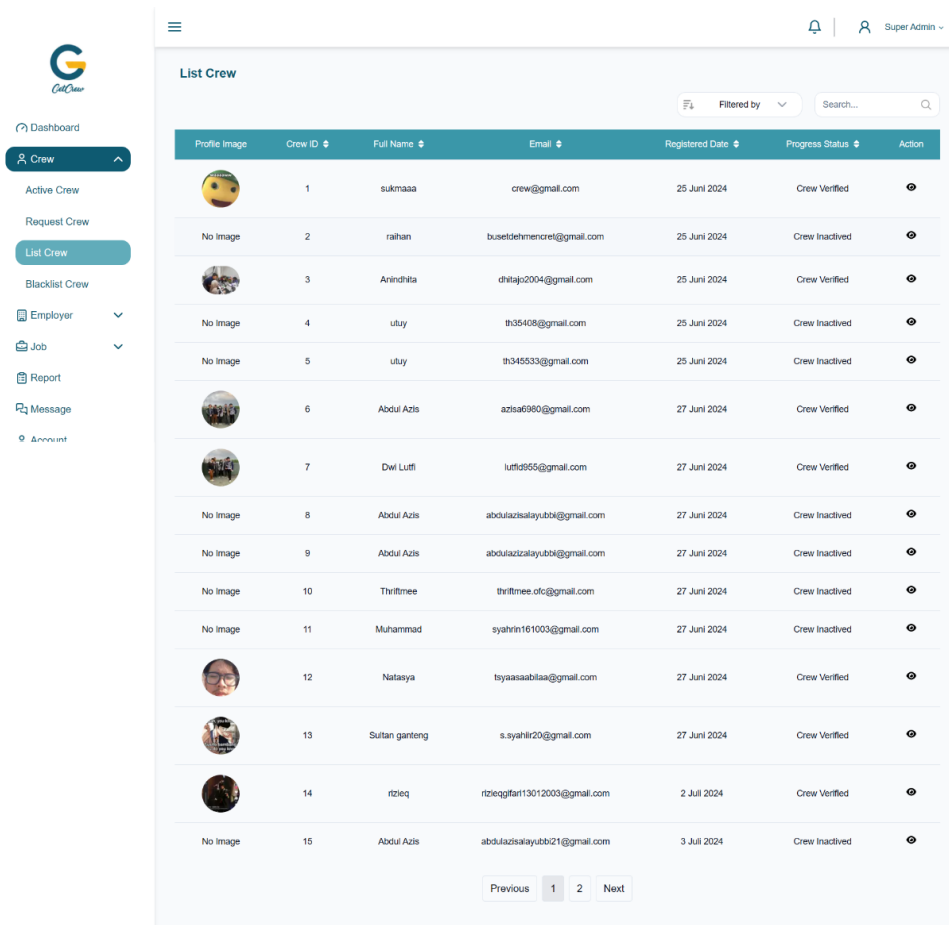 GetCrew
Super Admin
Dashboard
Crew
Active Crew
Request Crew
List Crew
Blacklist Crew
Employer
Job
Report
Message
Account
List Crew
Filtered by
Search...
Profile Image Crew ID Full Name Email Registered Date Progress Status Action
1 sukmaaa crew@gmail.com 25 Juni 2024 Crew Verified
No Image 2 raihan busetdehmencret@gmail.com 25 Juni 2024 Crew Inactived
3 Anindhita dhitajo2004@gmail.com 25 Juni 2024 Crew Verified
No Image 4 utuy th35408@gmail.com 25 Juni 2024 Crew Inactived
No Image 5 utuy th345533@gmail.com 25 Juni 2024 Crew Inactived
6 Abdul Azis azisa6980@gmail.com 27 Juni 2024 Crew Verified
7 Dwi Lutfi lutfid955@gmail.com 27 Juni 2024 Crew Verified
No Image 8 Abdul Azis abdulazisalayubbi@gmail.com 27 Juni 2024 Crew Inactived
No Image 9 Abdul Azis abdulazizalayubbi@gmail.com 27 Juni 2024 Crew Inactived
No Image 10 Thriftmee thriftmee.ofc@gmail.com 27 Juni 2024 Crew Inactived
No Image 11 Muhammad syahrin161003@gmail.com 27 Juni 2024 Crew Inactived
12 Natasya tsyaasaabilaa@gmail.com 27 Juni 2024 Crew Verified
13 Sultan ganteng s.syahiir20@gmail.com 27 Juni 2024 Crew Verified
14 rizieq rizieqgifari13012003@gmail.com 2 Juli 2024 Crew Verified
No Image 15 Abdul Azis abdulazisalayubbi21@gmail.com 3 Juli 2024 Crew Inactived
Previous 1 2 Next